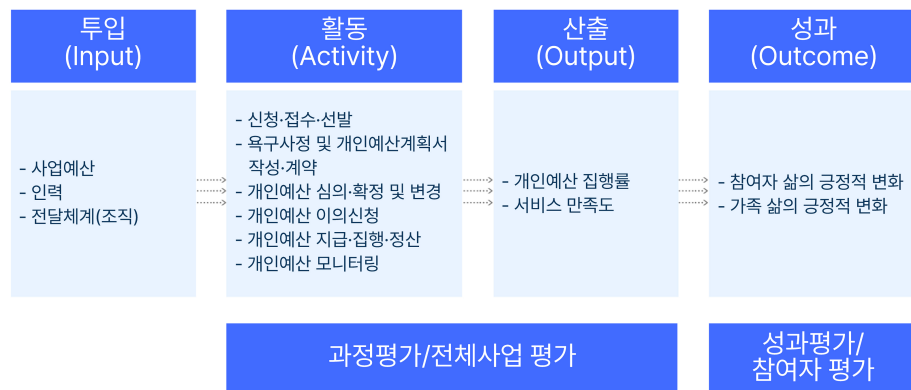 투입
(Input)
활동
(Activity)
산출
(Output)
성과
(Outcome)
- 사업예산
- 인력
- 전달체계(조직)
- 신청·접수·선발
- 욕구사정 및 개인예산계획서
작성·계약
- 개인예산 심의·확정 및 변경
- 개인예산 이의신청
- 개인예산 지급·집행·정산
- 개인예산 모니터링
- 개인예산 집행률
- 서비스 만족도
- 참여자 삶의 긍정적 변화
- 가족 삶의 긍정적 변화
과정평가/전체사업 평가
성과평가/
참여자 평가